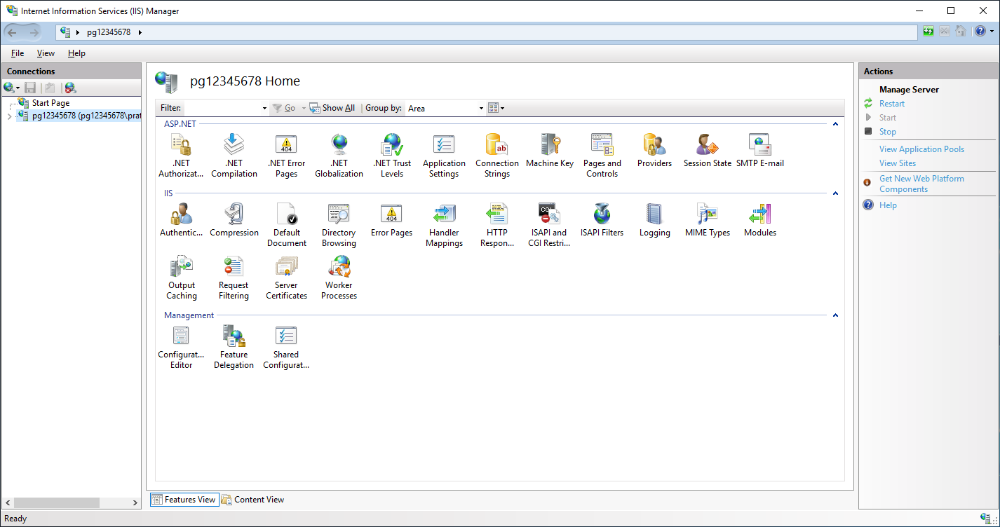 Internet Information Services (IIS) Manager
pg12345678
File View Help
Connections
Start Page
pg12345678 (pg12345678\prat
pg12345678 Home
Filter: Go Show All Group by: Area
ASP.NET
.NET Authorizat...
.NET Compilation
.NET Error Pages
.NET Globalization
.NET Trust Levels
Application Settings
Connection Strings
Machine Key
Pages and Controls
Providers
Session State
SMTP E-mail
IIS
Authentic...
Compression
Default Document
Directory Browsing
Error Pages
Handler Mappings
HTTP Respon...
ISAPI and CGI Restri...
ISAPI Filters
Logging
MIME Types
Modules
Output Caching
Request Filtering
Server Certificates
Worker Processes
Management
Configurat... Editor
Feature Delegation
Shared Configurat...
Features View Content View
Actions
Manage Server
Restart
Start
Stop
View Application Pools
View Sites
Get New Web Platform
Components
Help
Ready